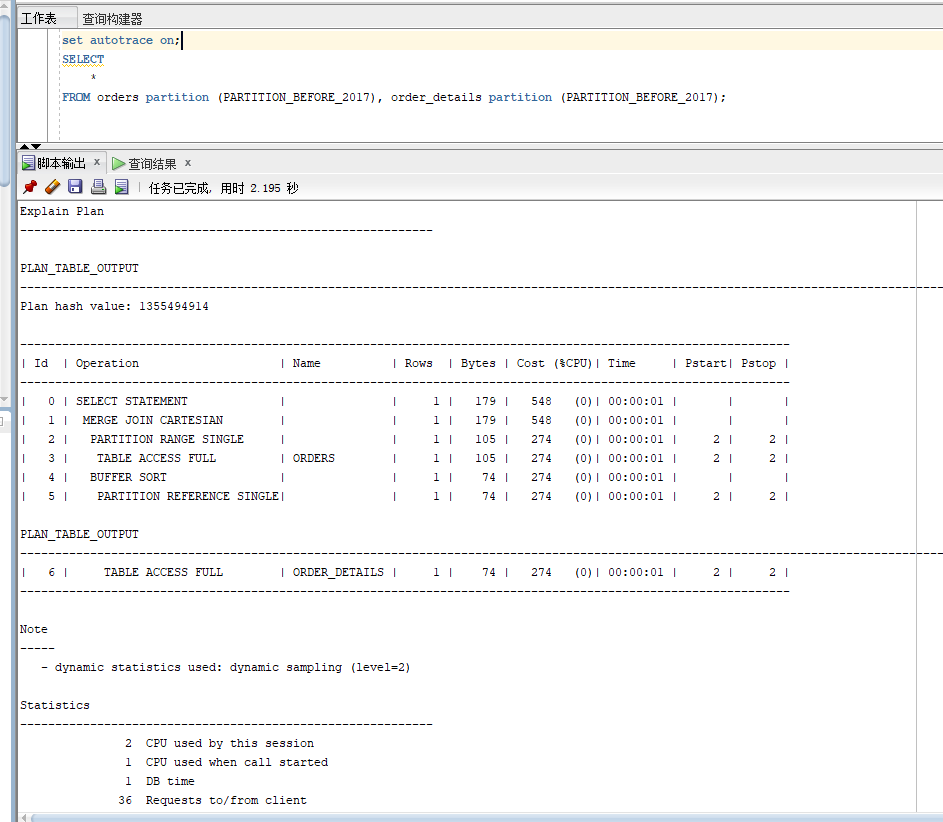 工作表 查询构建器
set autotrace on;
SELECT
    *
FROM orders partition (PARTITION_BEFORE_2017), order_details partition (PARTITION_BEFORE_2017);
脚本输出 x 查询结果 x
任务已完成, 用时 2.195 秒
Explain Plan
-----------------------------------------------------------
PLAN_TABLE_OUTPUT
------------------------------------------------------------------------------------------------------------------------------------
Plan hash value: 1355494914
--------------------------------------------------------------------------------------------------------------
| Id  | Operation                    | Name          | Rows  | Bytes | Cost (%CPU)| Time     | Pstart| Pstop |
--------------------------------------------------------------------------------------------------------------
|   0 | SELECT STATEMENT             |               |     1 |   179 |   548   (0)| 00:00:01 |       |       |
|   1 |  MERGE JOIN CARTESIAN        |               |     1 |   179 |   548   (0)| 00:00:01 |       |       |
|   2 |   PARTITION RANGE SINGLE     |               |     1 |   105 |   274   (0)| 00:00:01 |     2 |     2 |
|   3 |    TABLE ACCESS FULL         | ORDERS        |     1 |   105 |   274   (0)| 00:00:01 |     2 |     2 |
|   4 |   BUFFER SORT                |               |     1 |    74 |   274   (0)| 00:00:01 |       |       |
|   5 |    PARTITION REFERENCE SINGLE|               |     1 |    74 |   274   (0)| 00:00:01 |     2 |     2 |
PLAN_TABLE_OUTPUT
------------------------------------------------------------------------------------------------------------------------------------
|   6 |     TABLE ACCESS FULL        | ORDER_DETAILS |     1 |    74 |   274   (0)| 00:00:01 |     2 |     2 |
--------------------------------------------------------------------------------------------------------------
Note
-----
   - dynamic statistics used: dynamic sampling (level=2)
Statistics
-----------------------------------------------------------
               2  CPU used by this session
               1  CPU used when call started
               1  DB time
              36  Requests to/from client